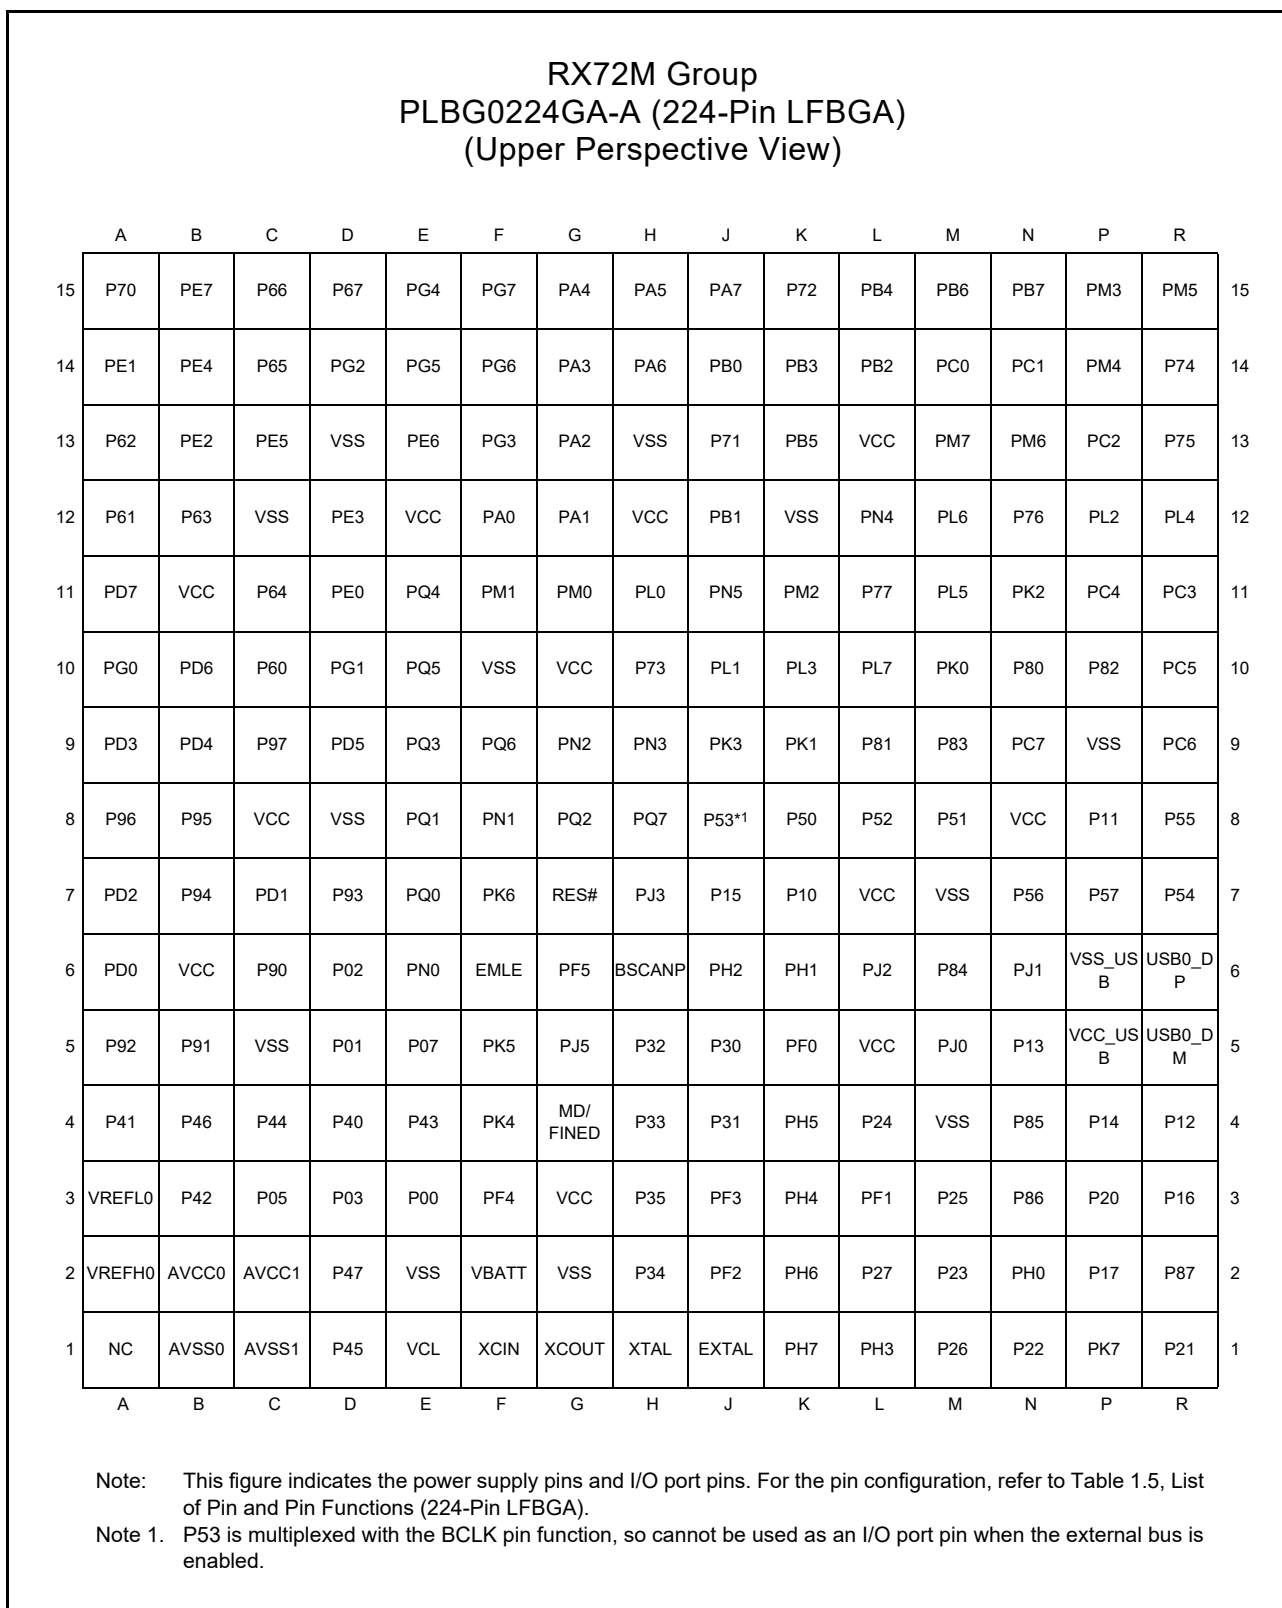 RX72M Group
PLBG0224GA-A (224-Pin LFBGA)
(Upper Perspective View)
A B C D E F G H J K L M N P R
15 P70 PE7 P66 P67 PG4 PG7 PA4 PA5 PA7 P72 PB4 PB6 PB7 PM3 PM5 15
14 PE1 PE4 P65 PG2 PG5 PG6 PA3 PA6 PB0 PB3 PB2 PC0 PC1 PM4 P74 14
13 P62 PE2 PE5 VSS PE6 PG3 PA2 VSS P71 PB5 VCC PM7 PM6 PC2 P75 13
12 P61 P63 VSS PE3 VCC PA0 PA1 VCC PB1 VSS PN4 PL6 P76 PL2 PL4 12
11 PD7 VCC P64 PE0 PQ4 PM1 PM0 PL0 PN5 PM2 P77 PL5 PK2 PC4 PC3 11
10 PG0 PD6 P60 PG1 PQ5 VSS VCC P73 PL1 PL3 PL7 PK0 P80 P82 PC5 10
9 PD3 PD4 P97 PD5 PQ3 PQ6 PN2 PN3 PK3 PK1 P81 P83 PC7 VSS PC6 9
8 P96 P95 VCC VSS PQ1 PN1 PQ2 PQ7 P53*1 P50 P52 P51 VCC P11 P55 8
7 PD2 P94 PD1 P93 PQ0 PK6 RES# PJ3 P15 P10 VCC VSS P56 P57 P54 7
6 PD0 VCC P90 P02 PN0 EMLE PF5 BSCANP PH2 PH1 PJ2 P84 PJ1 VSS_US USB0_D 6
B P
5 P92 P91 VSS P01 P07 PK5 PJ5 P32 P30 PF0 VCC PJ0 P13 VCC_US USB0_D 5
B M
4 P41 P46 P44 P40 P43 PK4 MD/ P33 P31 PH5 P24 VSS P85 P14 P12 4
FINED
3 VREFL0 P42 P05 P03 P00 PF4 VCC P35 PF3 PH4 PF1 P25 P86 P20 P16 3
2 VREFH0 AVCC0 AVCC1 P47 VSS VBATT VSS P34 PF2 PH6 P27 P23 PH0 P17 P87 2
1 NC AVSS0 AVSS1 P45 VCL XCIN XCOUT XTAL EXTAL PH7 PH3 P26 P22 PK7 P21 1
A B C D E F G H J K L M N P R
Note: This figure indicates the power supply pins and I/O port pins. For the pin configuration, refer to Table 1.5, List
of Pin and Pin Functions (224-Pin LFBGA).
Note 1. P53 is multiplexed with the BCLK pin function, so cannot be used as an I/O port pin when the external bus is
enabled.